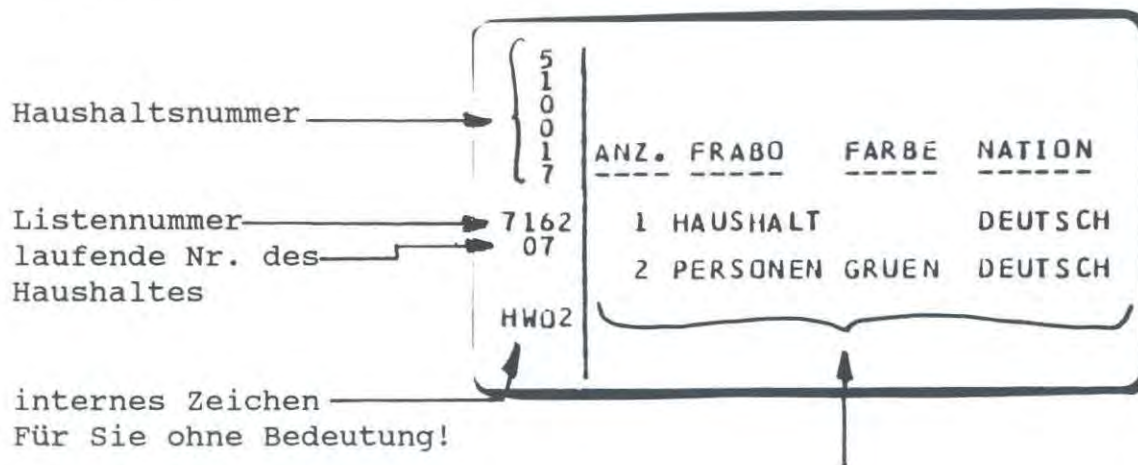 Haushaltsnummer
5
1
0
0
1
7
ANZ. FRABO FARBE NATION
Listennummer
7162
1 HAUSHALT DEUTSCH
laufende Nr. des
Haushaltes
07
2 PERSONEN GRUEN DEUTSCH
HW02
internes Zeichen
Für Sie ohne Bedeutung!